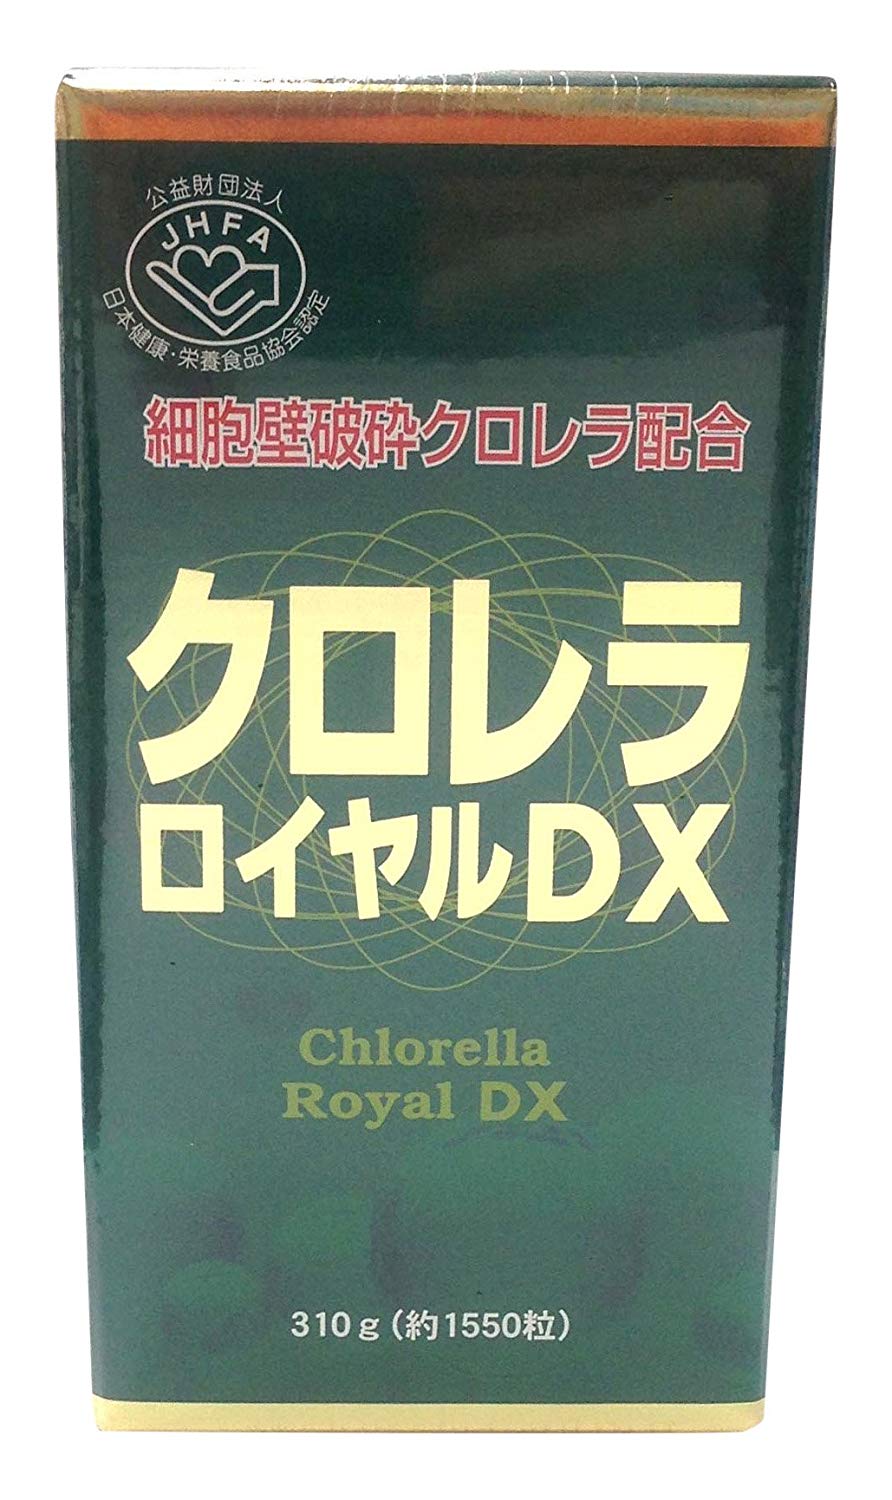 公益財団法人
JHFA
日本健康・栄養食品協会認定
細胞壁破砕クロレラ配合
クロレラ
ロイヤルDX
Chlorella
Royal DX
310g(約1550粒)